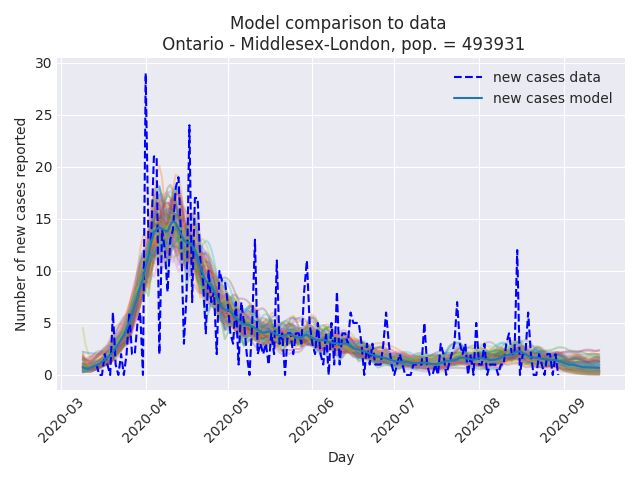 Model comparison to data
Ontario - Middlesex-London, pop. = 493931
new cases data
new cases model
Number of new cases reported
30
25
20
15
10
5
0
2020-03
2020-04
2020-05
2020-06
2020-07
2020-08
2020-09
Day